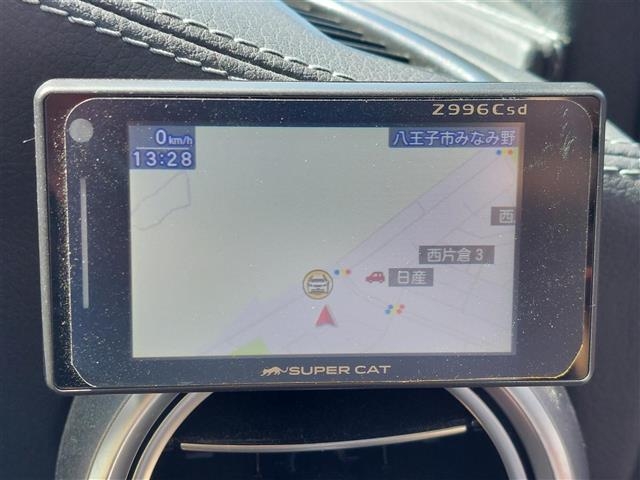 Z996Csd
0km/h
13:28
八王子市みなみ野
西
西片倉3
日産
SUPER CAT